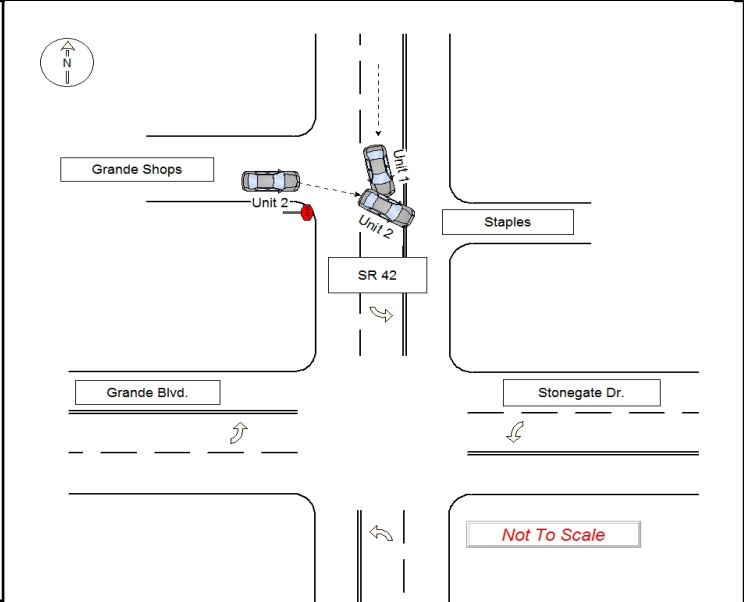 N
Grande Shops
Unit 1
Unit 2
Unit 2
Staples
SR 42
Grande Blvd.
Stonegate Dr.
Not To Scale